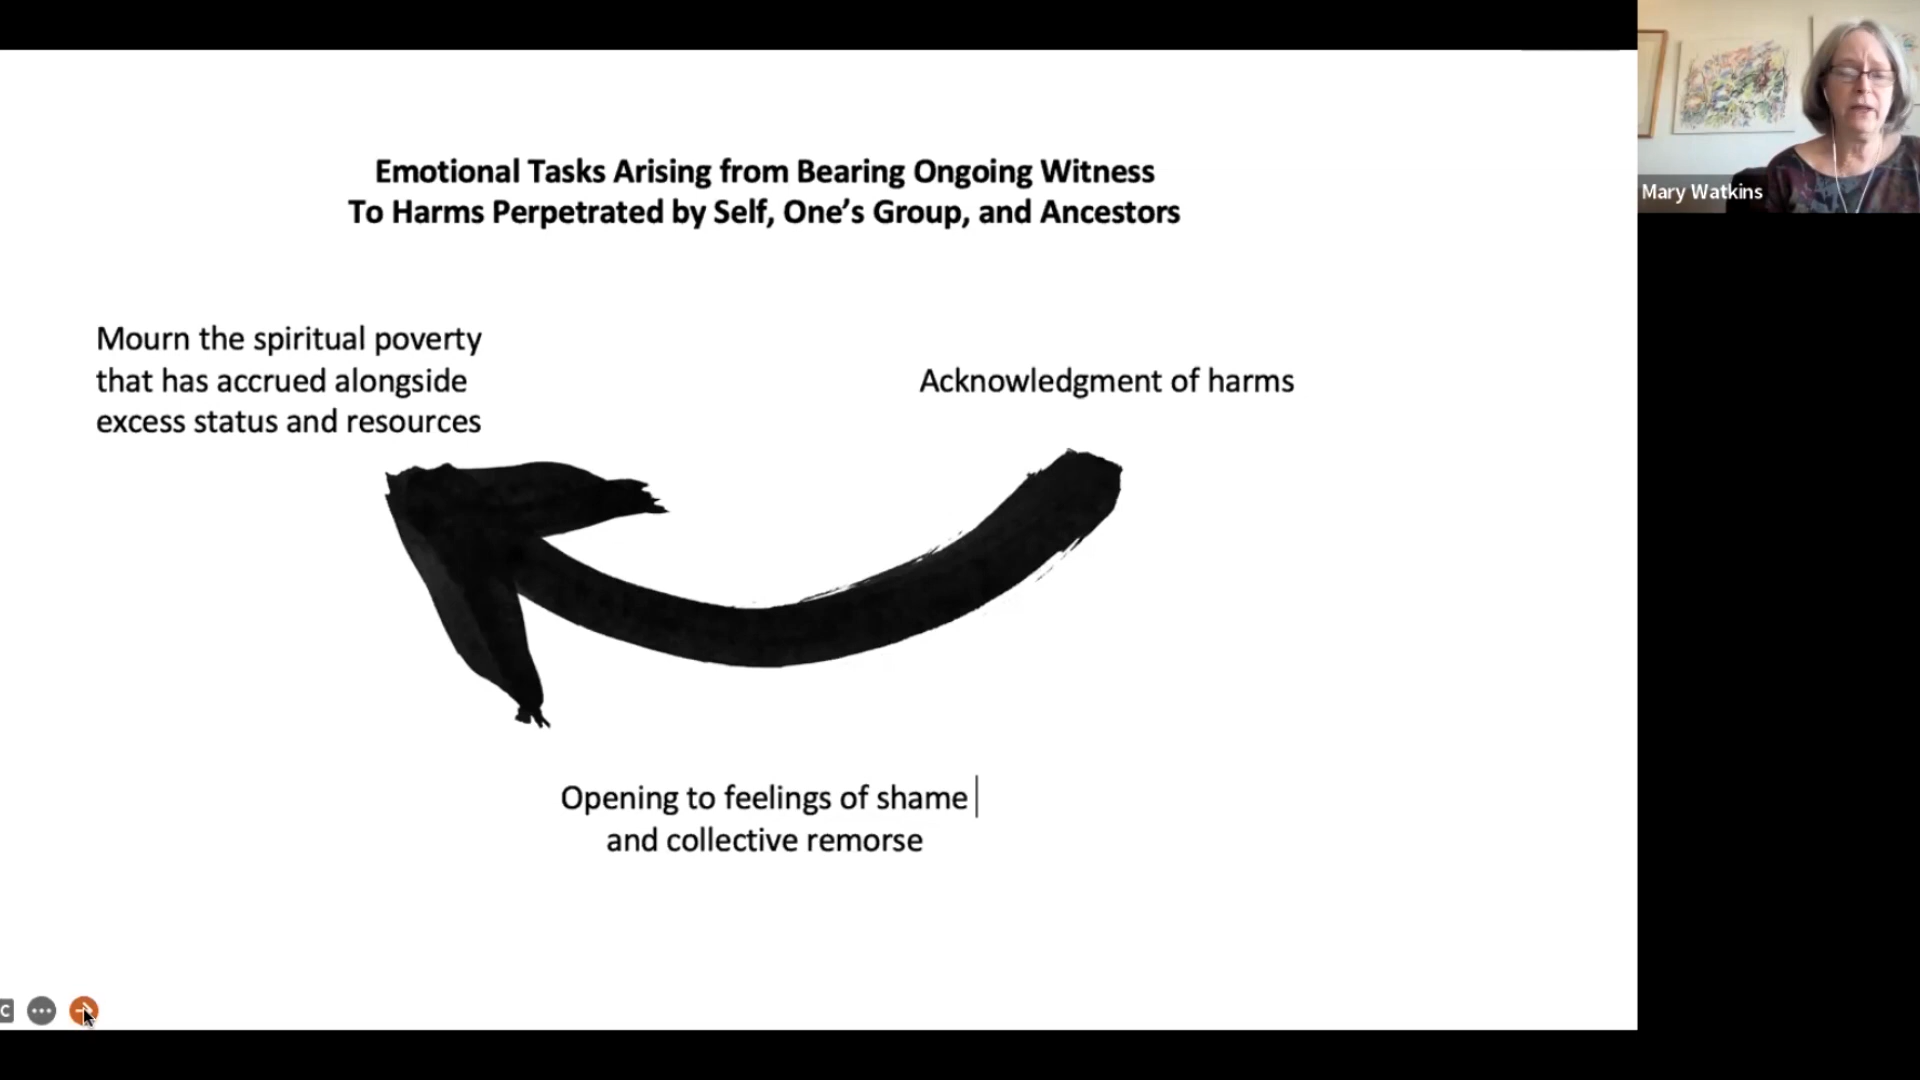 Emotional Tasks Arising from Bearing Ongoing Witness
To Harms Perpetrated by Self, One’s Group, and Ancestors
Mourn the spiritual poverty
that has accrued alongside
excess status and resources
Acknowledgment of harms
Opening to feelings of shame
and collective remorse
Mary Watkins
C